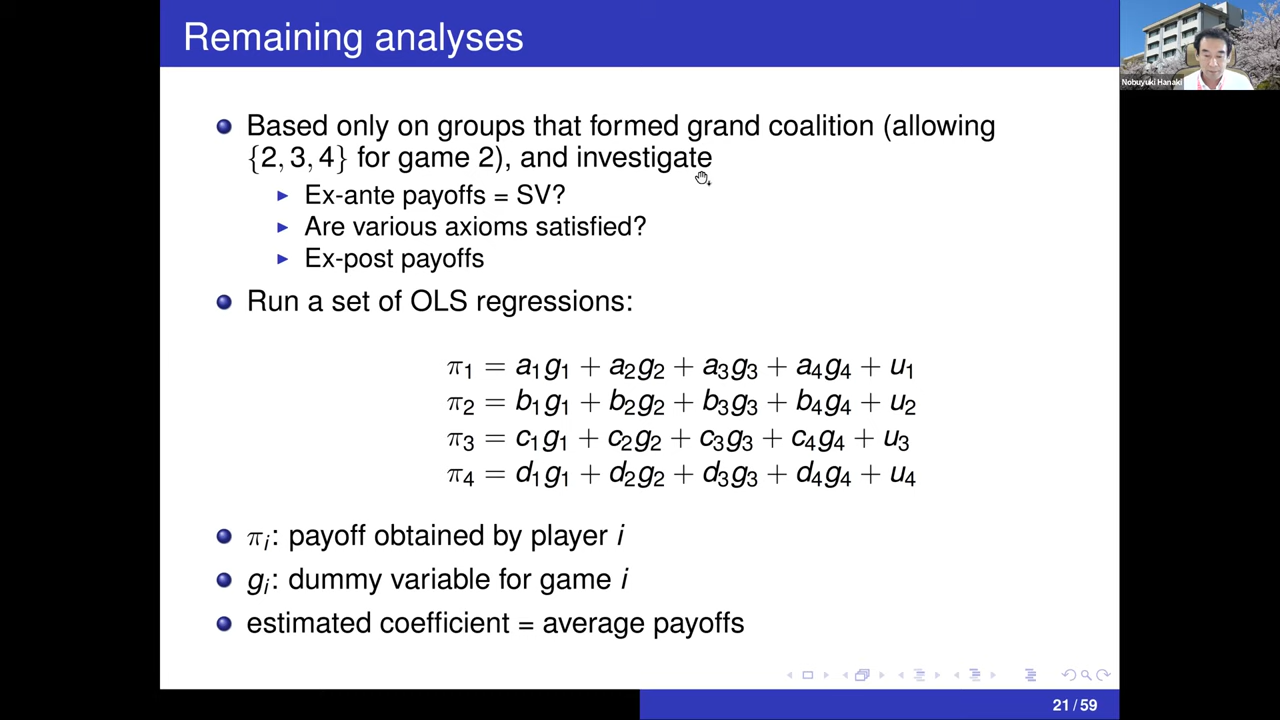 Remaining analyses
Nobuyuki Hanaki
Based only on groups that formed grand coalition (allowing
{2, 3, 4} for game 2), and investigate
Ex-ante payoffs = SV?
Are various axioms satisfied?
Ex-post payoffs
Run a set of OLS regressions:
π₁ = a₁g₁ + a₂g₂ + a₃g₃ + a₄g₄ + u₁
π₂ = b₁g₁ + b₂g₂ + b₃g₃ + b₄g₄ + u₂
π₃ = c₁g₁ + c₂g₂ + c₃g₃ + c₄g₄ + u₃
π₄ = d₁g₁ + d₂g₂ + d₃g₃ + d₄g₄ + u₄
πᵢ: payoff obtained by player i
gᵢ: dummy variable for game i
estimated coefficient = average payoffs
21 / 59